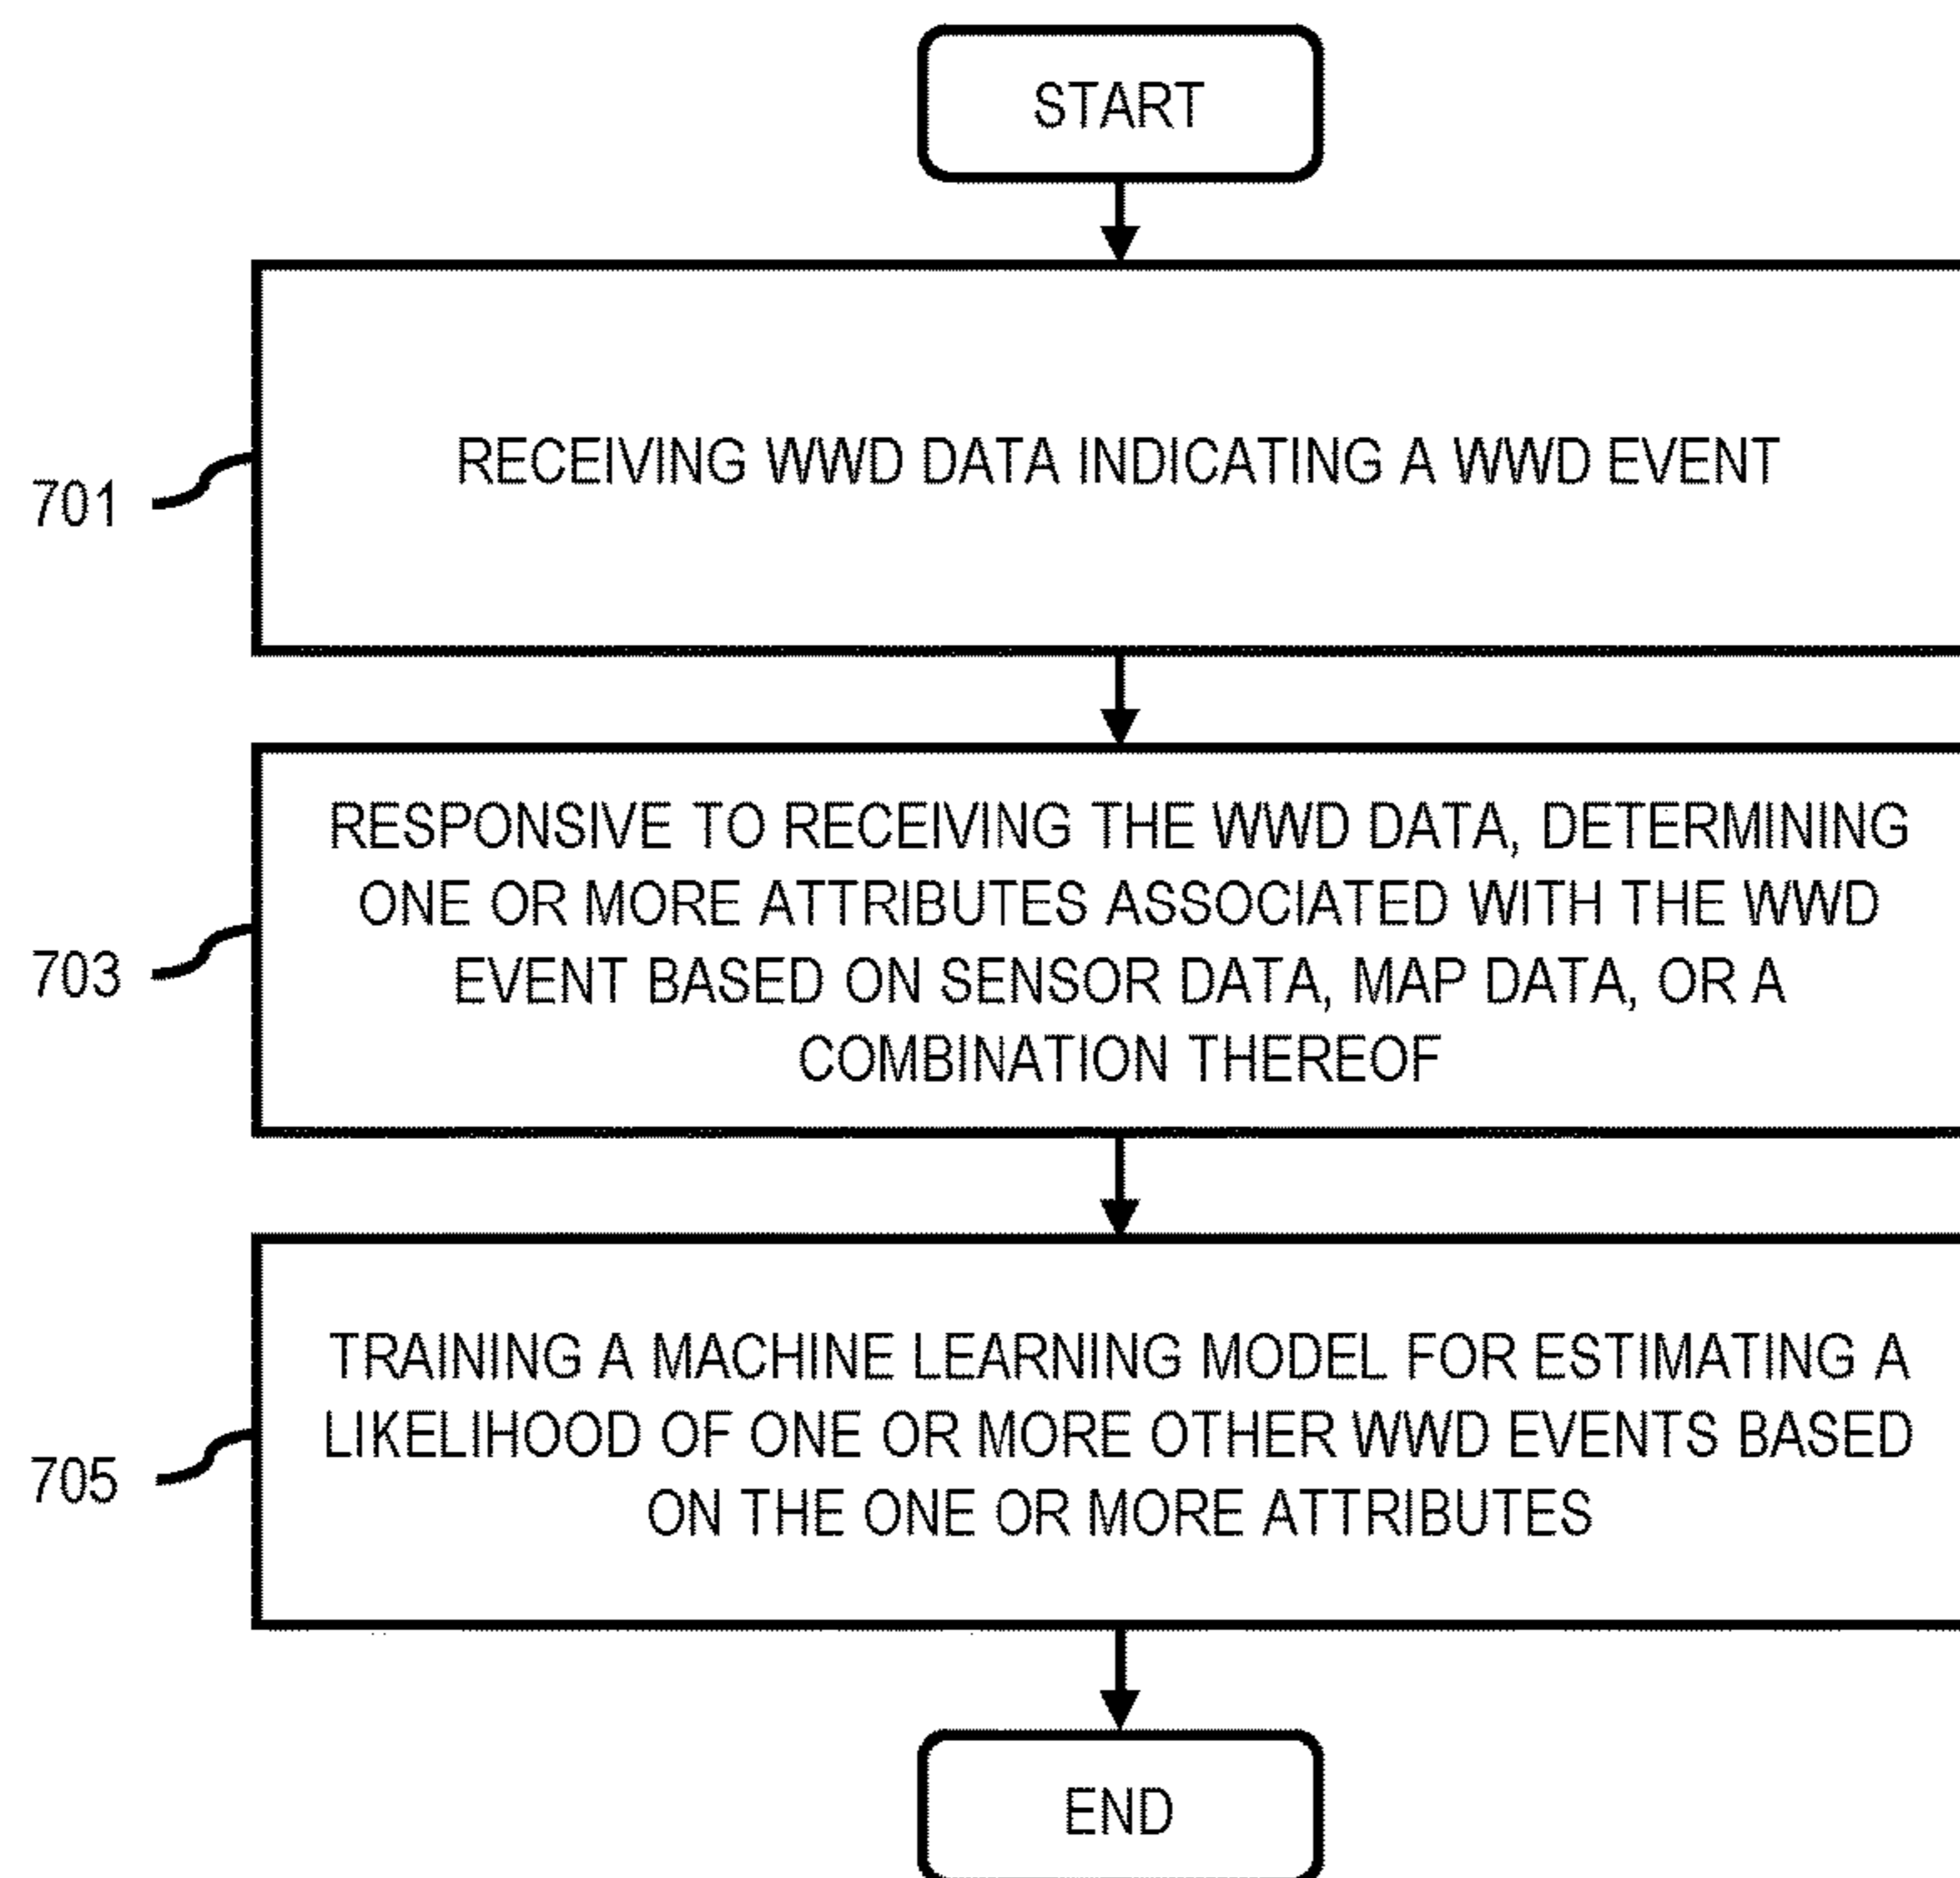 START
RECEIVING WWD DATA INDICATING A WWD EVENT
701
RESPONSIVE TO RECEIVING THE WWD DATA, DETERMINING
ONE OR MORE ATTRIBUTES ASSOCIATED WITH THE WWD
EVENT BASED ON SENSOR DATA, MAP DATA, OR A
COMBINATION THEREOF
703
TRAINING A MACHINE LEARNING MODEL FOR ESTIMATING A
LIKELIHOOD OF ONE OR MORE OTHER WWD EVENTS BASED
ON THE ONE OR MORE ATTRIBUTES
705
END